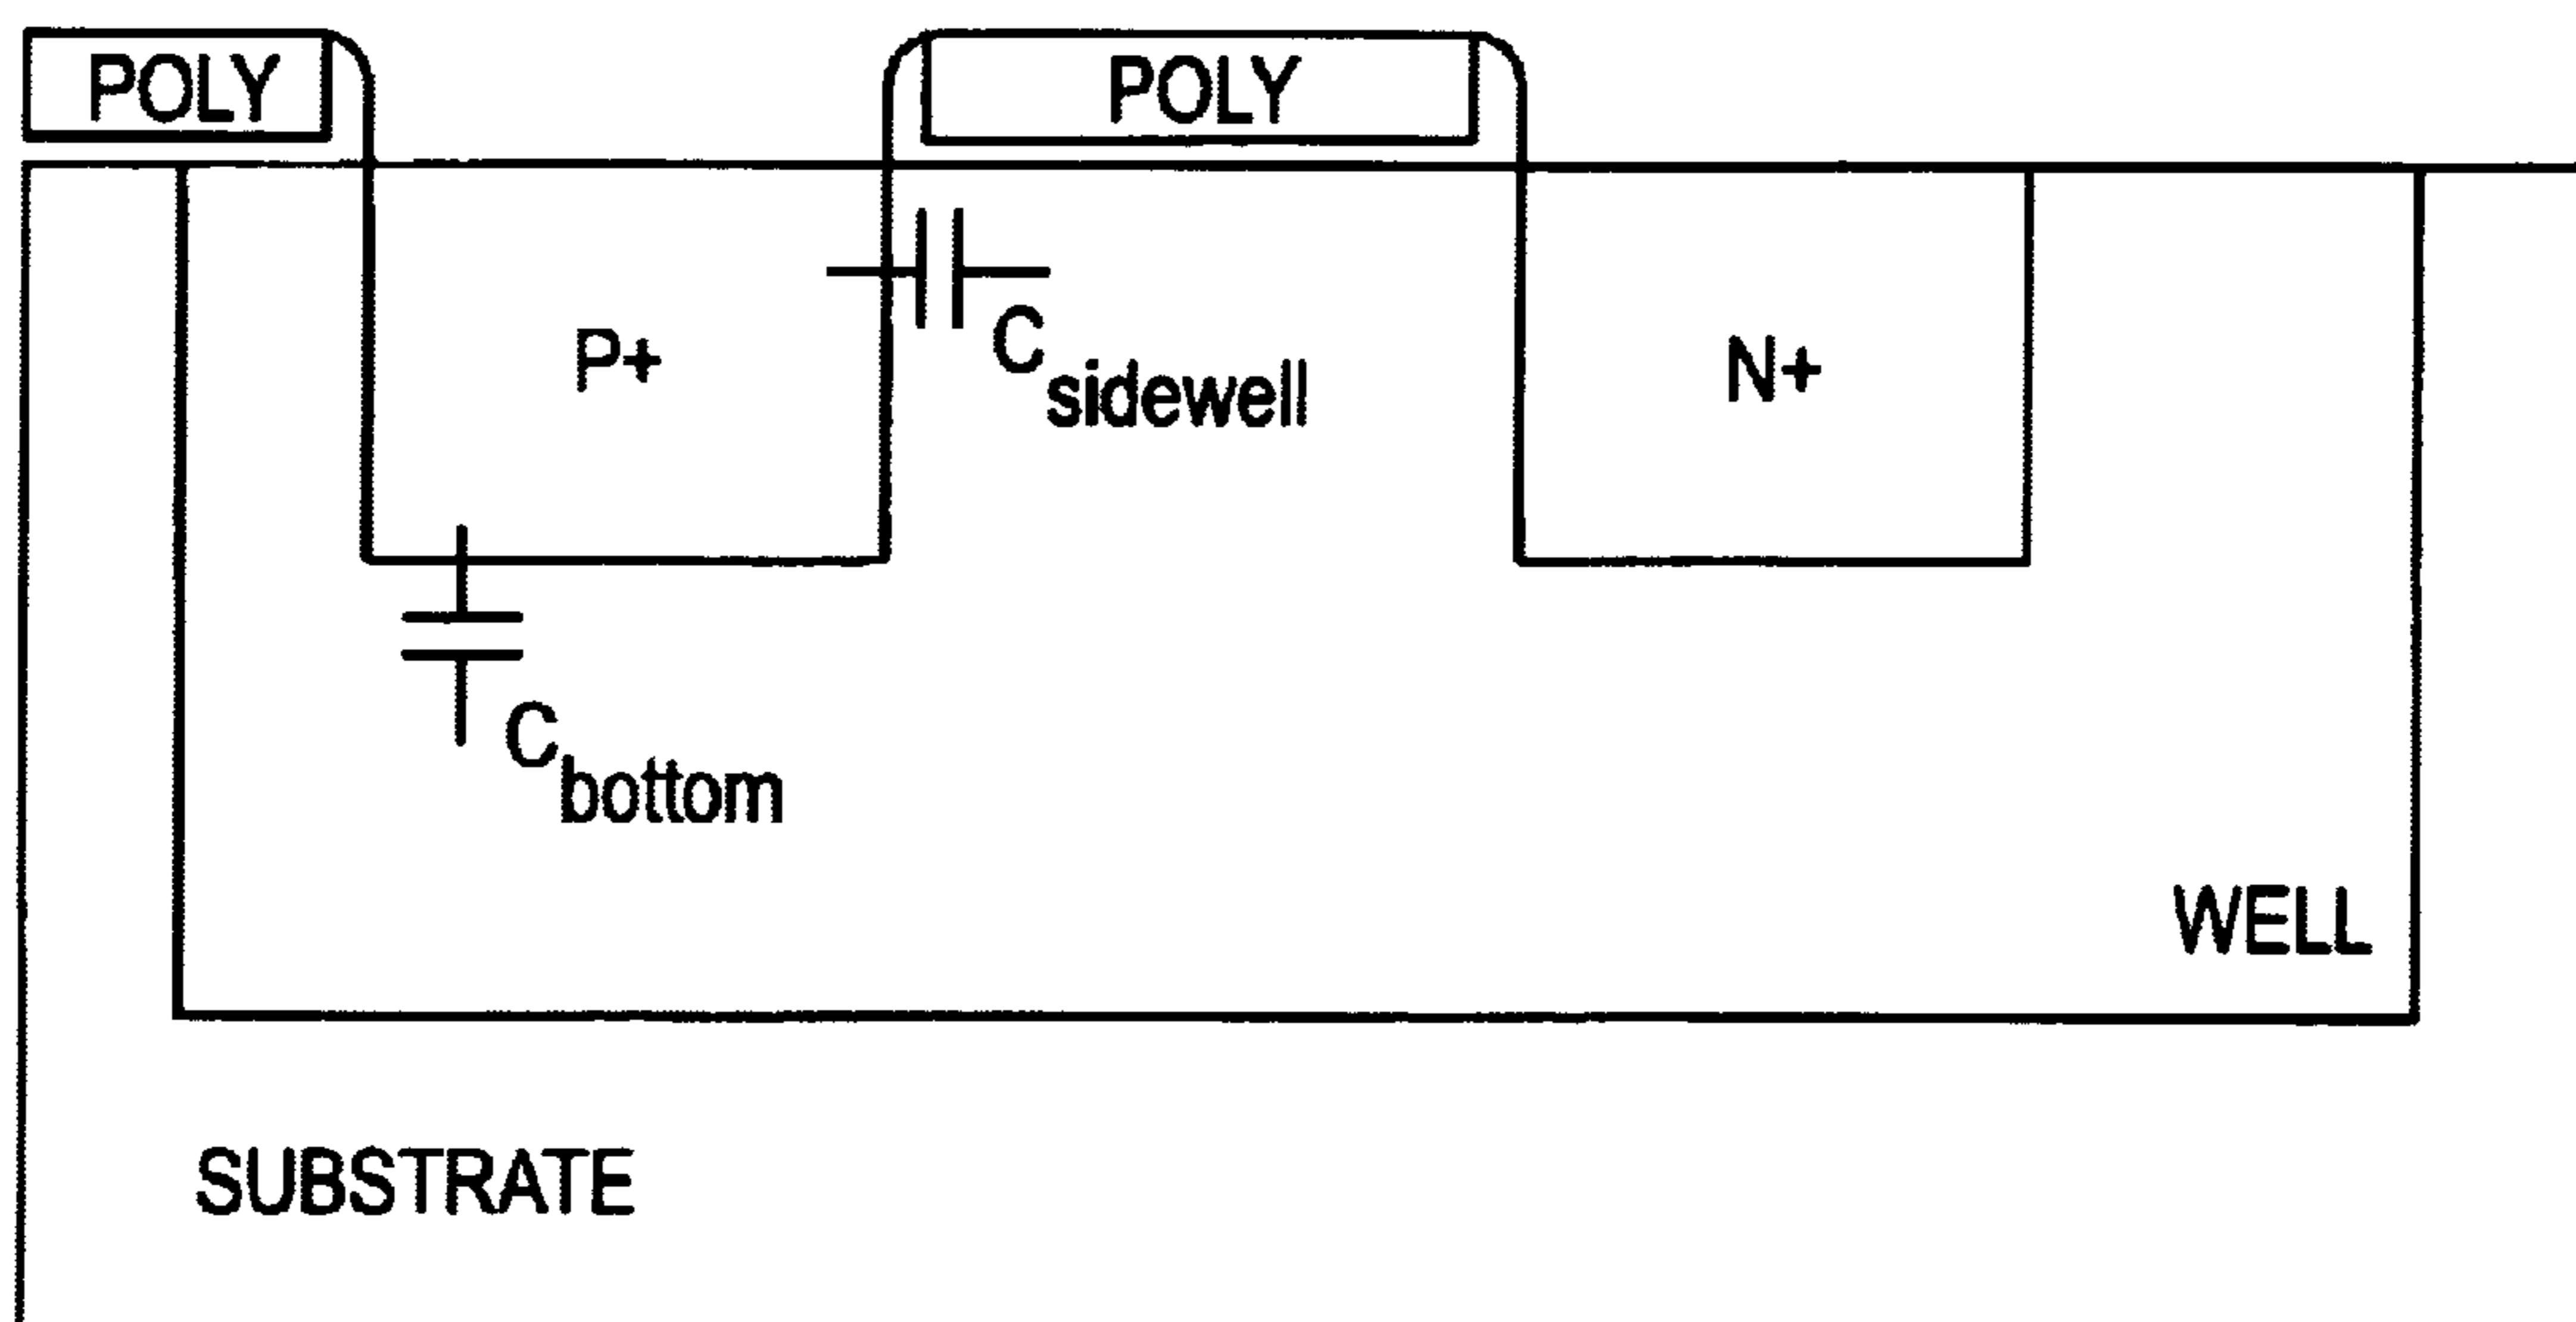 POLY
POLY
P+
C sidewell
N+
C bottom
WELL
SUBSTRATE